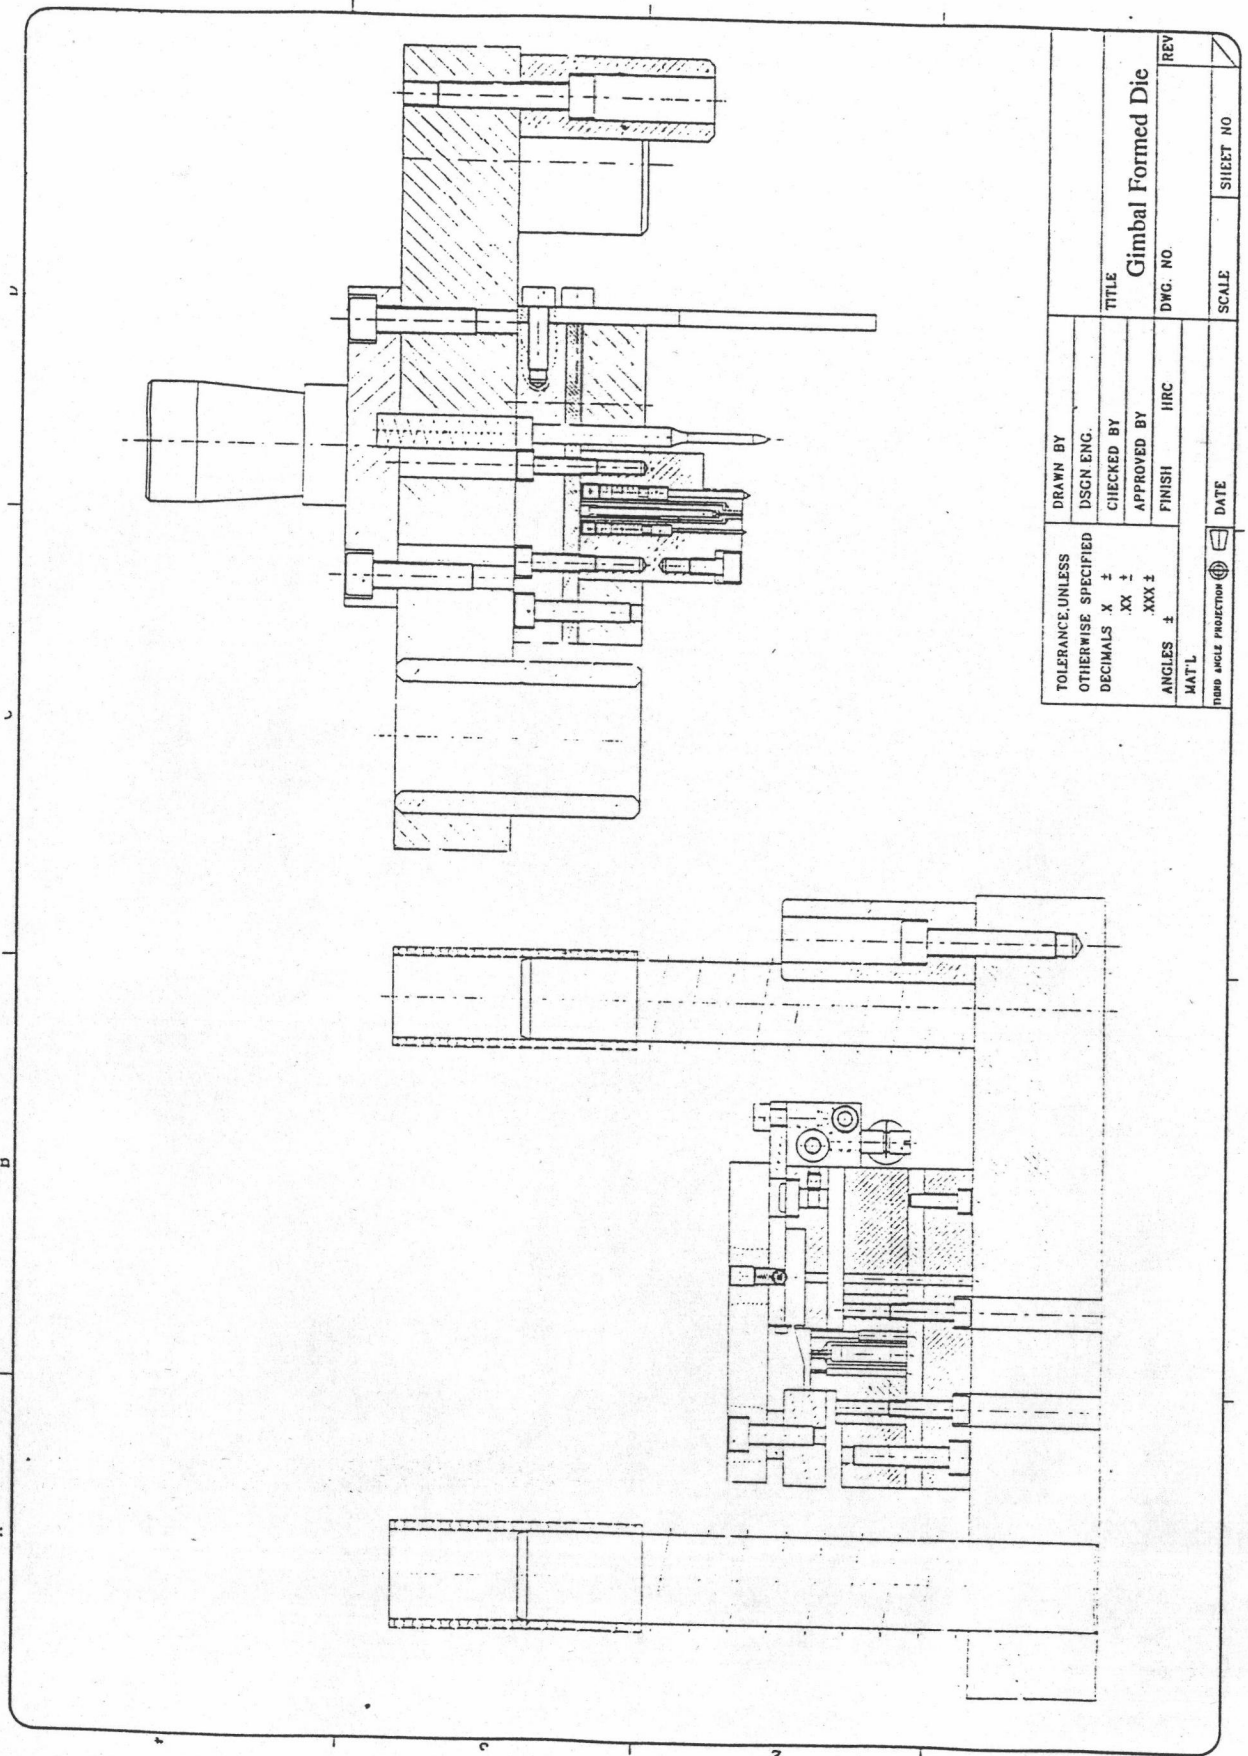 TOLERANCE,UNLESS
OTHERWISE SPECIFIED
DECIMALS .X ±
.XX ±
.XXX ±
ANGLES ±
MAT'L
THIRD ANGLE PROJECTION
DRAWN BY
DSGN.ENG.
CHECKED BY
APPROVED BY
FINISH HRC
DATE
TITLE
Gimbal Formed Die
DWG. NO.
REV
SCALE
SHEET NO
D
C
B